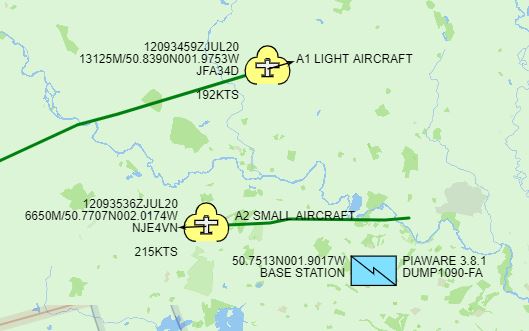 12093459ZJUL20
13125M/50.8390N001.9753W
JFA34D
192KTS
A1 LIGHT AIRCRAFT
12093536ZJUL20
6650M/50.7707N002.0174W
NJE4VN
215KTS
A2 SMALL AIRCRAFT
50.7513N001.9017W
BASE STATION
PIAWARE 3.8.1
DUMP1090-FA